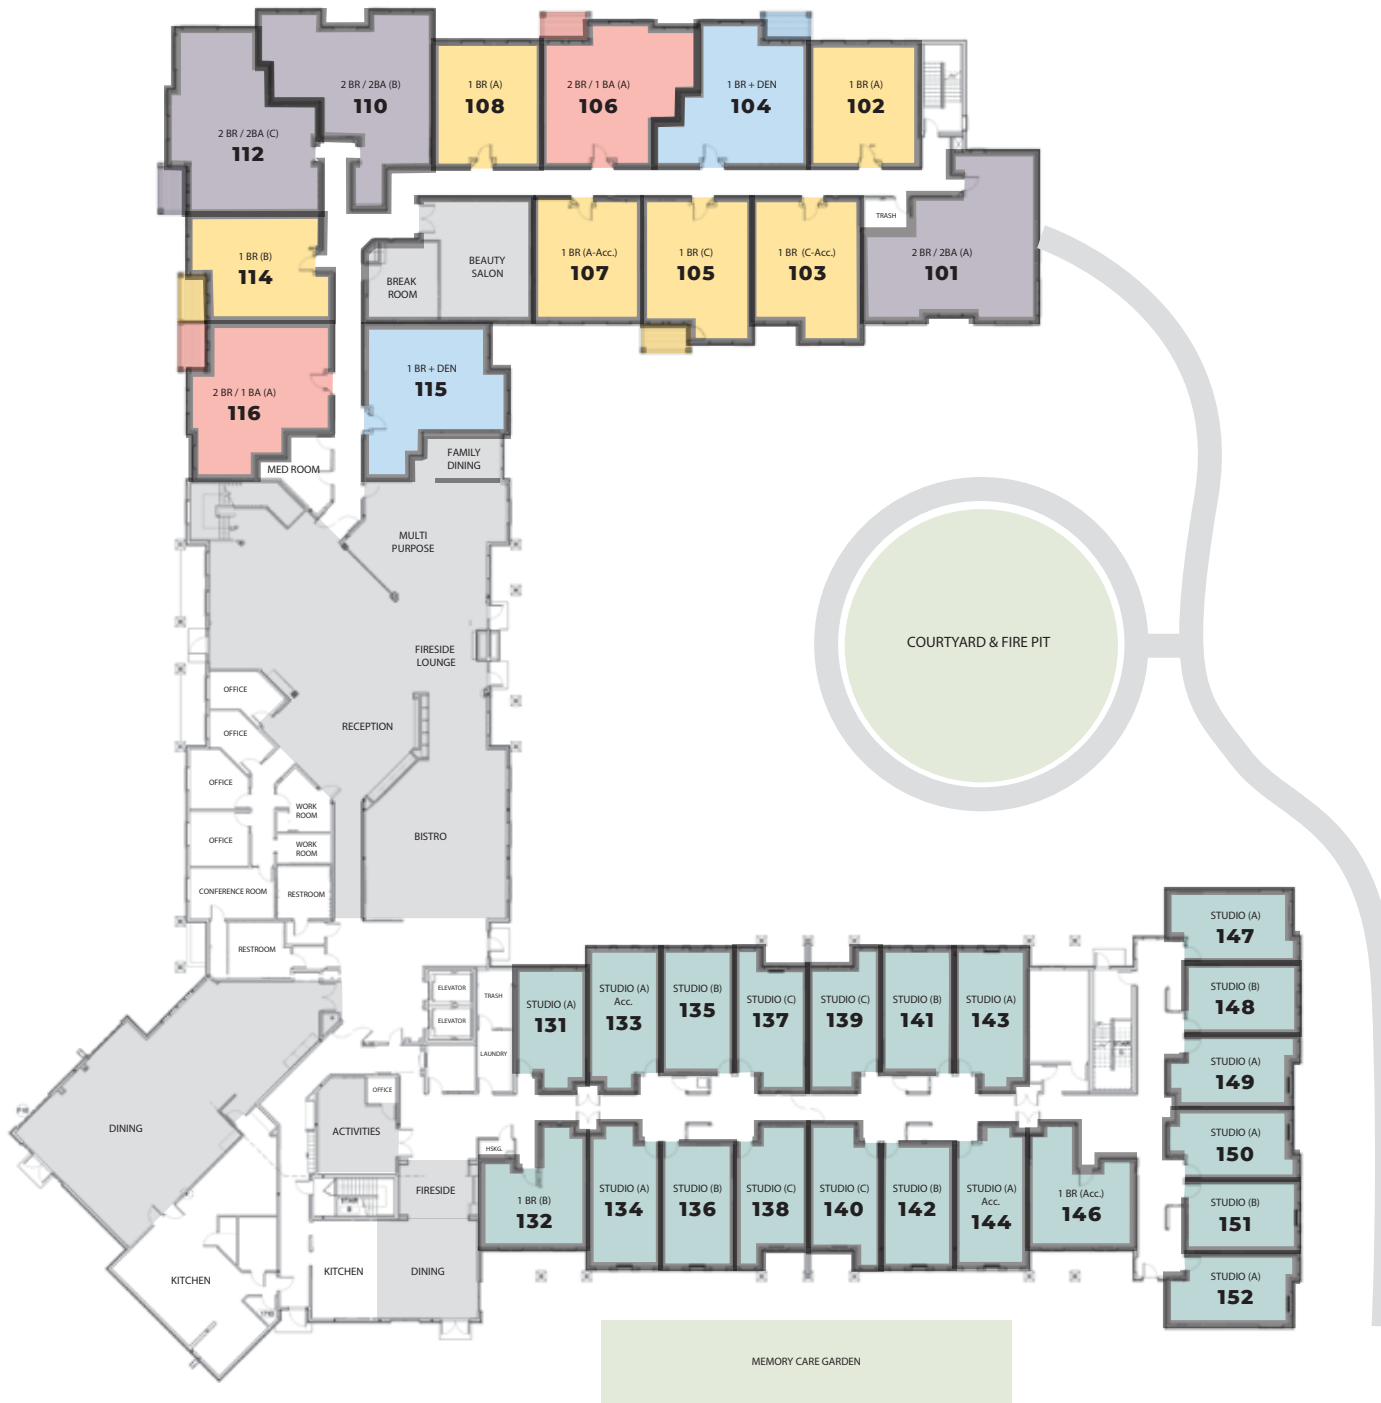 2 BR / 2BA (B)
110
1 BR (A)
108
2 BR / 1 BA (A)
106
1 BR + DEN
104
1 BR (A)
102
2 BR / 2BA (C)
112
TRASH
1 BR (B)
114
BEAUTY
SALON
BREAK
ROOM
1 BR (A-Acc.)
107
1 BR (C)
105
1 BR (C-Acc.)
103
2 BR / 2BA (A)
101
2 BR / 1 BA (A)
116
1 BR + DEN
115
MED ROOM
FAMILY
DINING
MULTI
PURPOSE
FIRESIDE
LOUNGE
COURTYARD & FIRE PIT
OFFICE
RECEPTION
OFFICE
OFFICE
WORK
ROOM
OFFICE
WORK
ROOM
BISTRO
CONFERENCE ROOM
RESTROOM
RESTROOM
ELEVATOR
ELEVATOR
TRASH
LAUNDRY
STUDIO (A)
131
STUDIO (A)
Acc.
133
STUDIO (B)
135
STUDIO (C)
137
STUDIO (C)
139
STUDIO (B)
141
STUDIO (A)
143
STUDIO (A)
147
STUDIO (B)
148
STUDIO (A)
149
STUDIO (A)
150
STUDIO (B)
151
STUDIO (A)
152
DINING
OFFICE
ACTIVITIES
HSKG.
FIRESIDE
STAIR
1 BR (B)
132
STUDIO (A)
134
STUDIO (B)
136
STUDIO (C)
138
STUDIO (C)
140
STUDIO (B)
142
STUDIO (A)
Acc.
144
1 BR (Acc.)
146
KITCHEN
KITCHEN
DINING
MEMORY CARE GARDEN